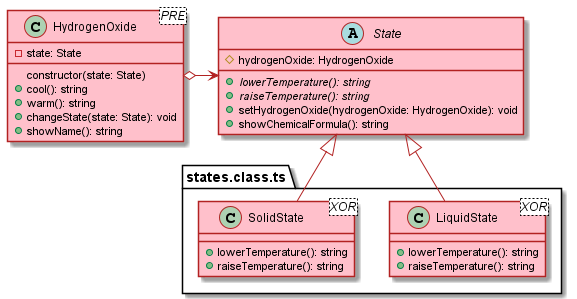 C HydrogenOxide PRE
state: State
constructor(state: State)
cool(): string
warm(): string
changeState(state: State): void
showName(): string
A State
hydrogenOxide: HydrogenOxide
lowerTemperature(): string
raiseTemperature(): string
setHydrogenOxide(hydrogenOxide: HydrogenOxide): void
showChemicalFormula(): string
states.class.ts
C SolidState XOR
lowerTemperature(): string
raiseTemperature(): string
C LiquidState XOR
lowerTemperature(): string
raiseTemperature(): string